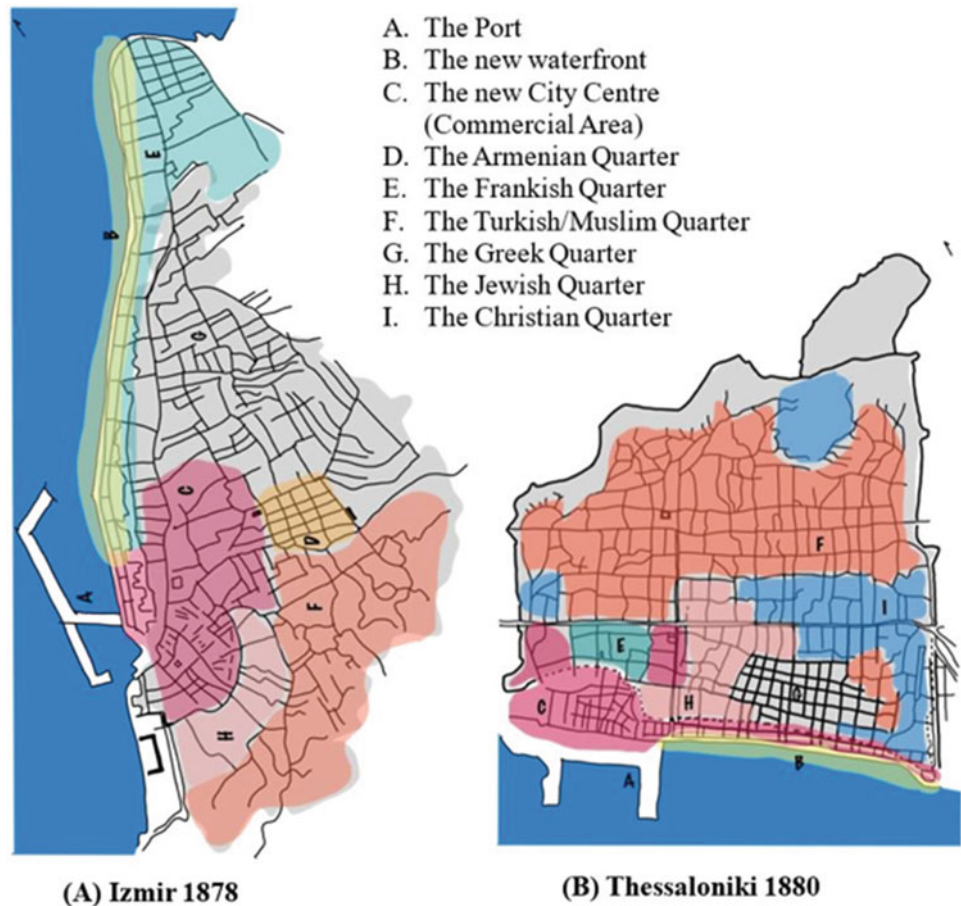 A. The Port
B. The new waterfront
C. The new City Centre
(Commercial Area)
D. The Armenian Quarter
E. The Frankish Quarter
F. The Turkish/Muslim Quarter
G. The Greek Quarter
H. The Jewish Quarter
I. The Christian Quarter
E
B
G
C
D
A
F
H
F
I
E
G
C
H
B
A
(A) Izmir 1878
(B) Thessaloniki 1880